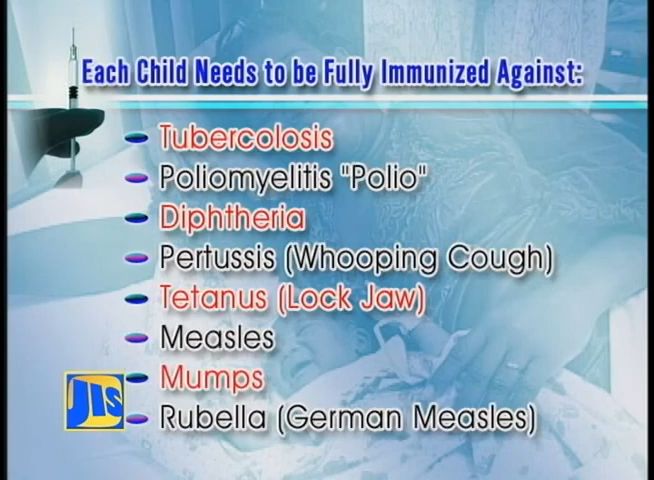 Each Child Needs to be Fully Immunized Against:
Tubercolosis
Poliomyelitis "Polio"
Diphtheria
Pertussis (Whooping Cough)
Tetanus (Lock Jaw)
Measles
Mumps
Rubella (German Measles)
JIS